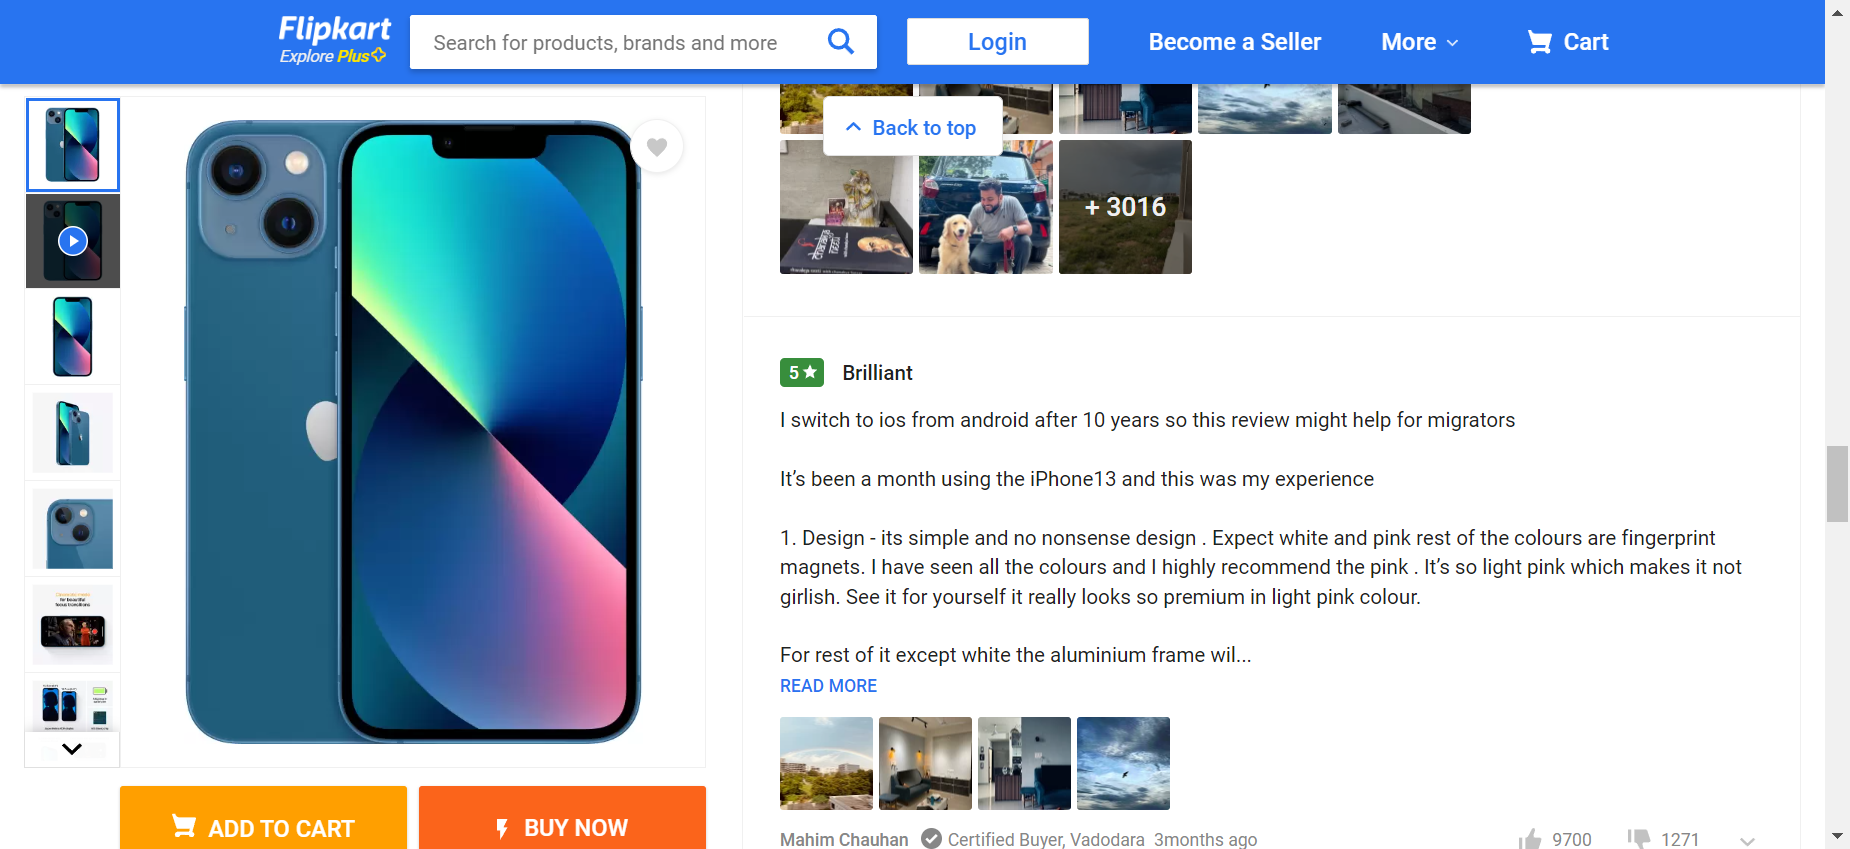 Flipkart
Explore Plus
Search for products, brands and more
Login
Become a Seller
More
Cart
Back to top
+ 3016
5
Brilliant
I switch to ios from android after 10 years so this review might help for migrators
It’s been a month using the iPhone13 and this was my experience
1. Design - its simple and no nonsense design . Expect white and pink rest of the colours are fingerprint
magnets. I have seen all the colours and I highly recommend the pink . It’s so light pink which makes it not
girlish. See it for yourself it really looks so premium in light pink colour.
For rest of it except white the aluminium frame wil...
READ MORE
Mahim Chauhan Certified Buyer, Vadodara 3months ago
9700
1271
ADD TO CART
BUY NOW